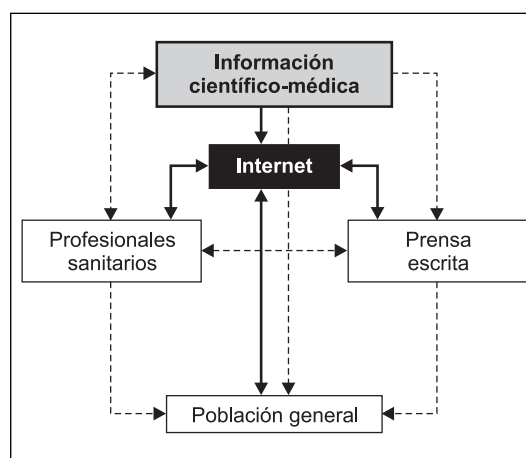 Información
científico-médica
Internet
Profesionales
sanitarios
Prensa
escrita
Población general